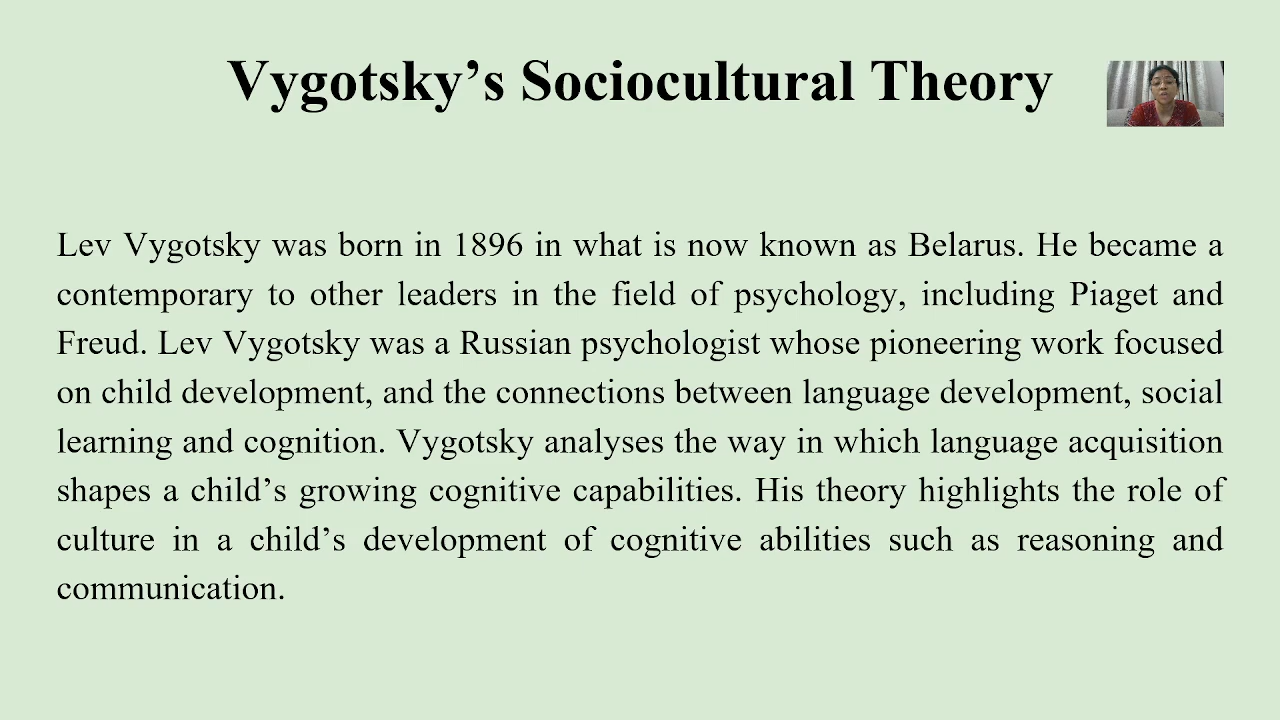 Vygotsky’s Sociocultural Theory
Lev Vygotsky was born in 1896 in what is now known as Belarus. He became a
contemporary to other leaders in the field of psychology, including Piaget and
Freud. Lev Vygotsky was a Russian psychologist whose pioneering work focused
on child development, and the connections between language development, social
learning and cognition. Vygotsky analyses the way in which language acquisition
shapes a child’s growing cognitive capabilities. His theory highlights the role of
culture in a child’s development of cognitive abilities such as reasoning and
communication.